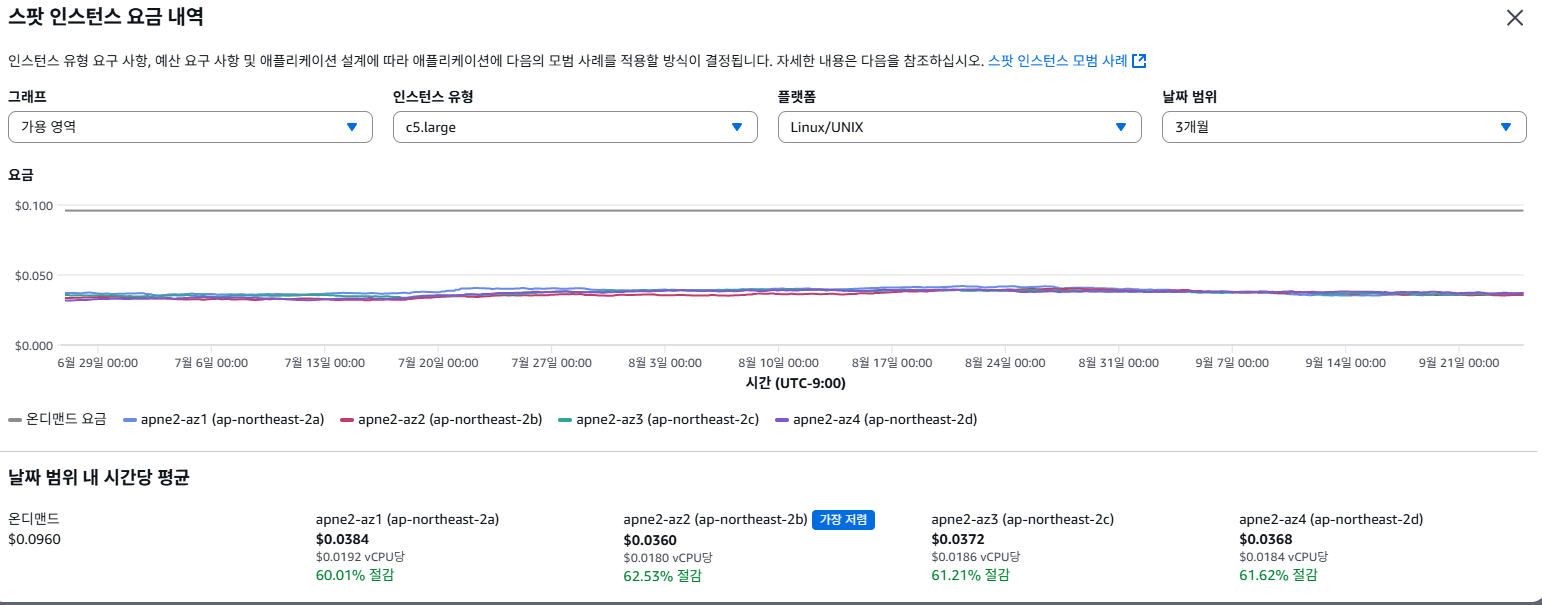 스팟 인스턴스 요금 내역
인스턴스 유형 요구 사항, 예산 요구 사항 및 애플리케이션 설계에 따라 애플리케이션에 다음의 모범 사례를 적용할 방식이 결정됩니다. 자세한 내용은 다음을 참조하십시오. 스팟 인스턴스 모범 사례
그래프 인스턴스 유형 플랫폼 날짜 범위
가용 영역 c5.large Linux/UNIX 3개월
요금
$0.100
$0.050
$0.000
6월 29일 00:00 7월 6일 00:00 7월 13일 00:00 7월 20일 00:00 7월 27일 00:00 8월 3일 00:00 8월 10일 00:00 8월 17일 00:00 8월 24일 00:00 8월 31일 00:00 9월 7일 00:00 9월 14일 00:00 9월 21일 00:00
시간 (UTC-9:00)
온디맨드 요금 apne2-az1 (ap-northeast-2a) apne2-az2 (ap-northeast-2b) apne2-az3 (ap-northeast-2c) apne2-az4 (ap-northeast-2d)
날짜 범위 내 시간당 평균
온디맨드 apne2-az1 (ap-northeast-2a) apne2-az2 (ap-northeast-2b) 가장 저렴 apne2-az3 (ap-northeast-2c) apne2-az4 (ap-northeast-2d)
$0.0960 $0.0384 $0.0360 $0.0372 $0.0368
$0.0192 vCPU당 $0.0180 vCPU당 $0.0186 vCPU당 $0.0184 vCPU당
60.01% 절감 62.53% 절감 61.21% 절감 61.62% 절감